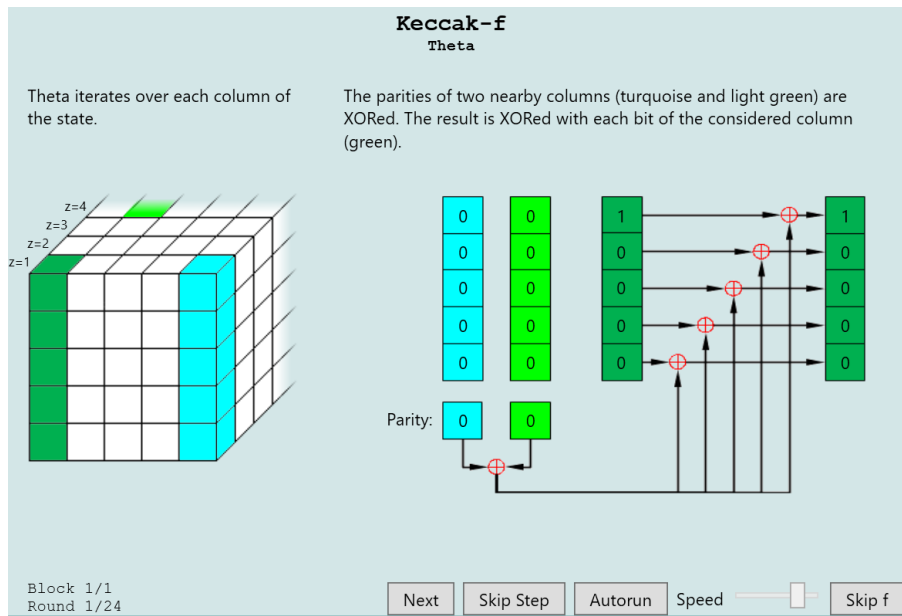 Keccak-f
Theta
Theta iterates over each column of
the state.
The parities of two nearby columns (turquoise and light green) are
XORed. The result is XORed with each bit of the considered column
(green).
z=4
z=3
z=2
z=1
0 0 1 1
0 0 0 0
0 0 0 0
0 0 0 0
0 0 0 0
Parity: 0 0
Block 1/1
Round 1/24
Next Skip Step Autorun Speed Skip f